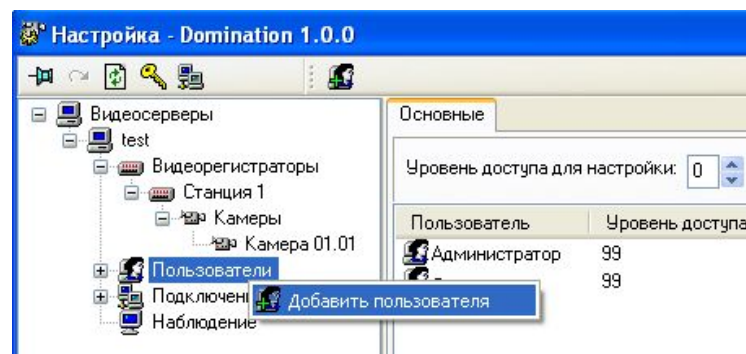 Настройка - Domination 1.0.0
Видеосерверы
test
Видеорегистраторы
Станция 1
Камеры
Камера 01.01
Пользователи
Подключен
Наблюдение
Добавить пользователя
Основные
Уровень доступа для настройки: 0
Пользователь Уровень доступа
Администратор 99
99